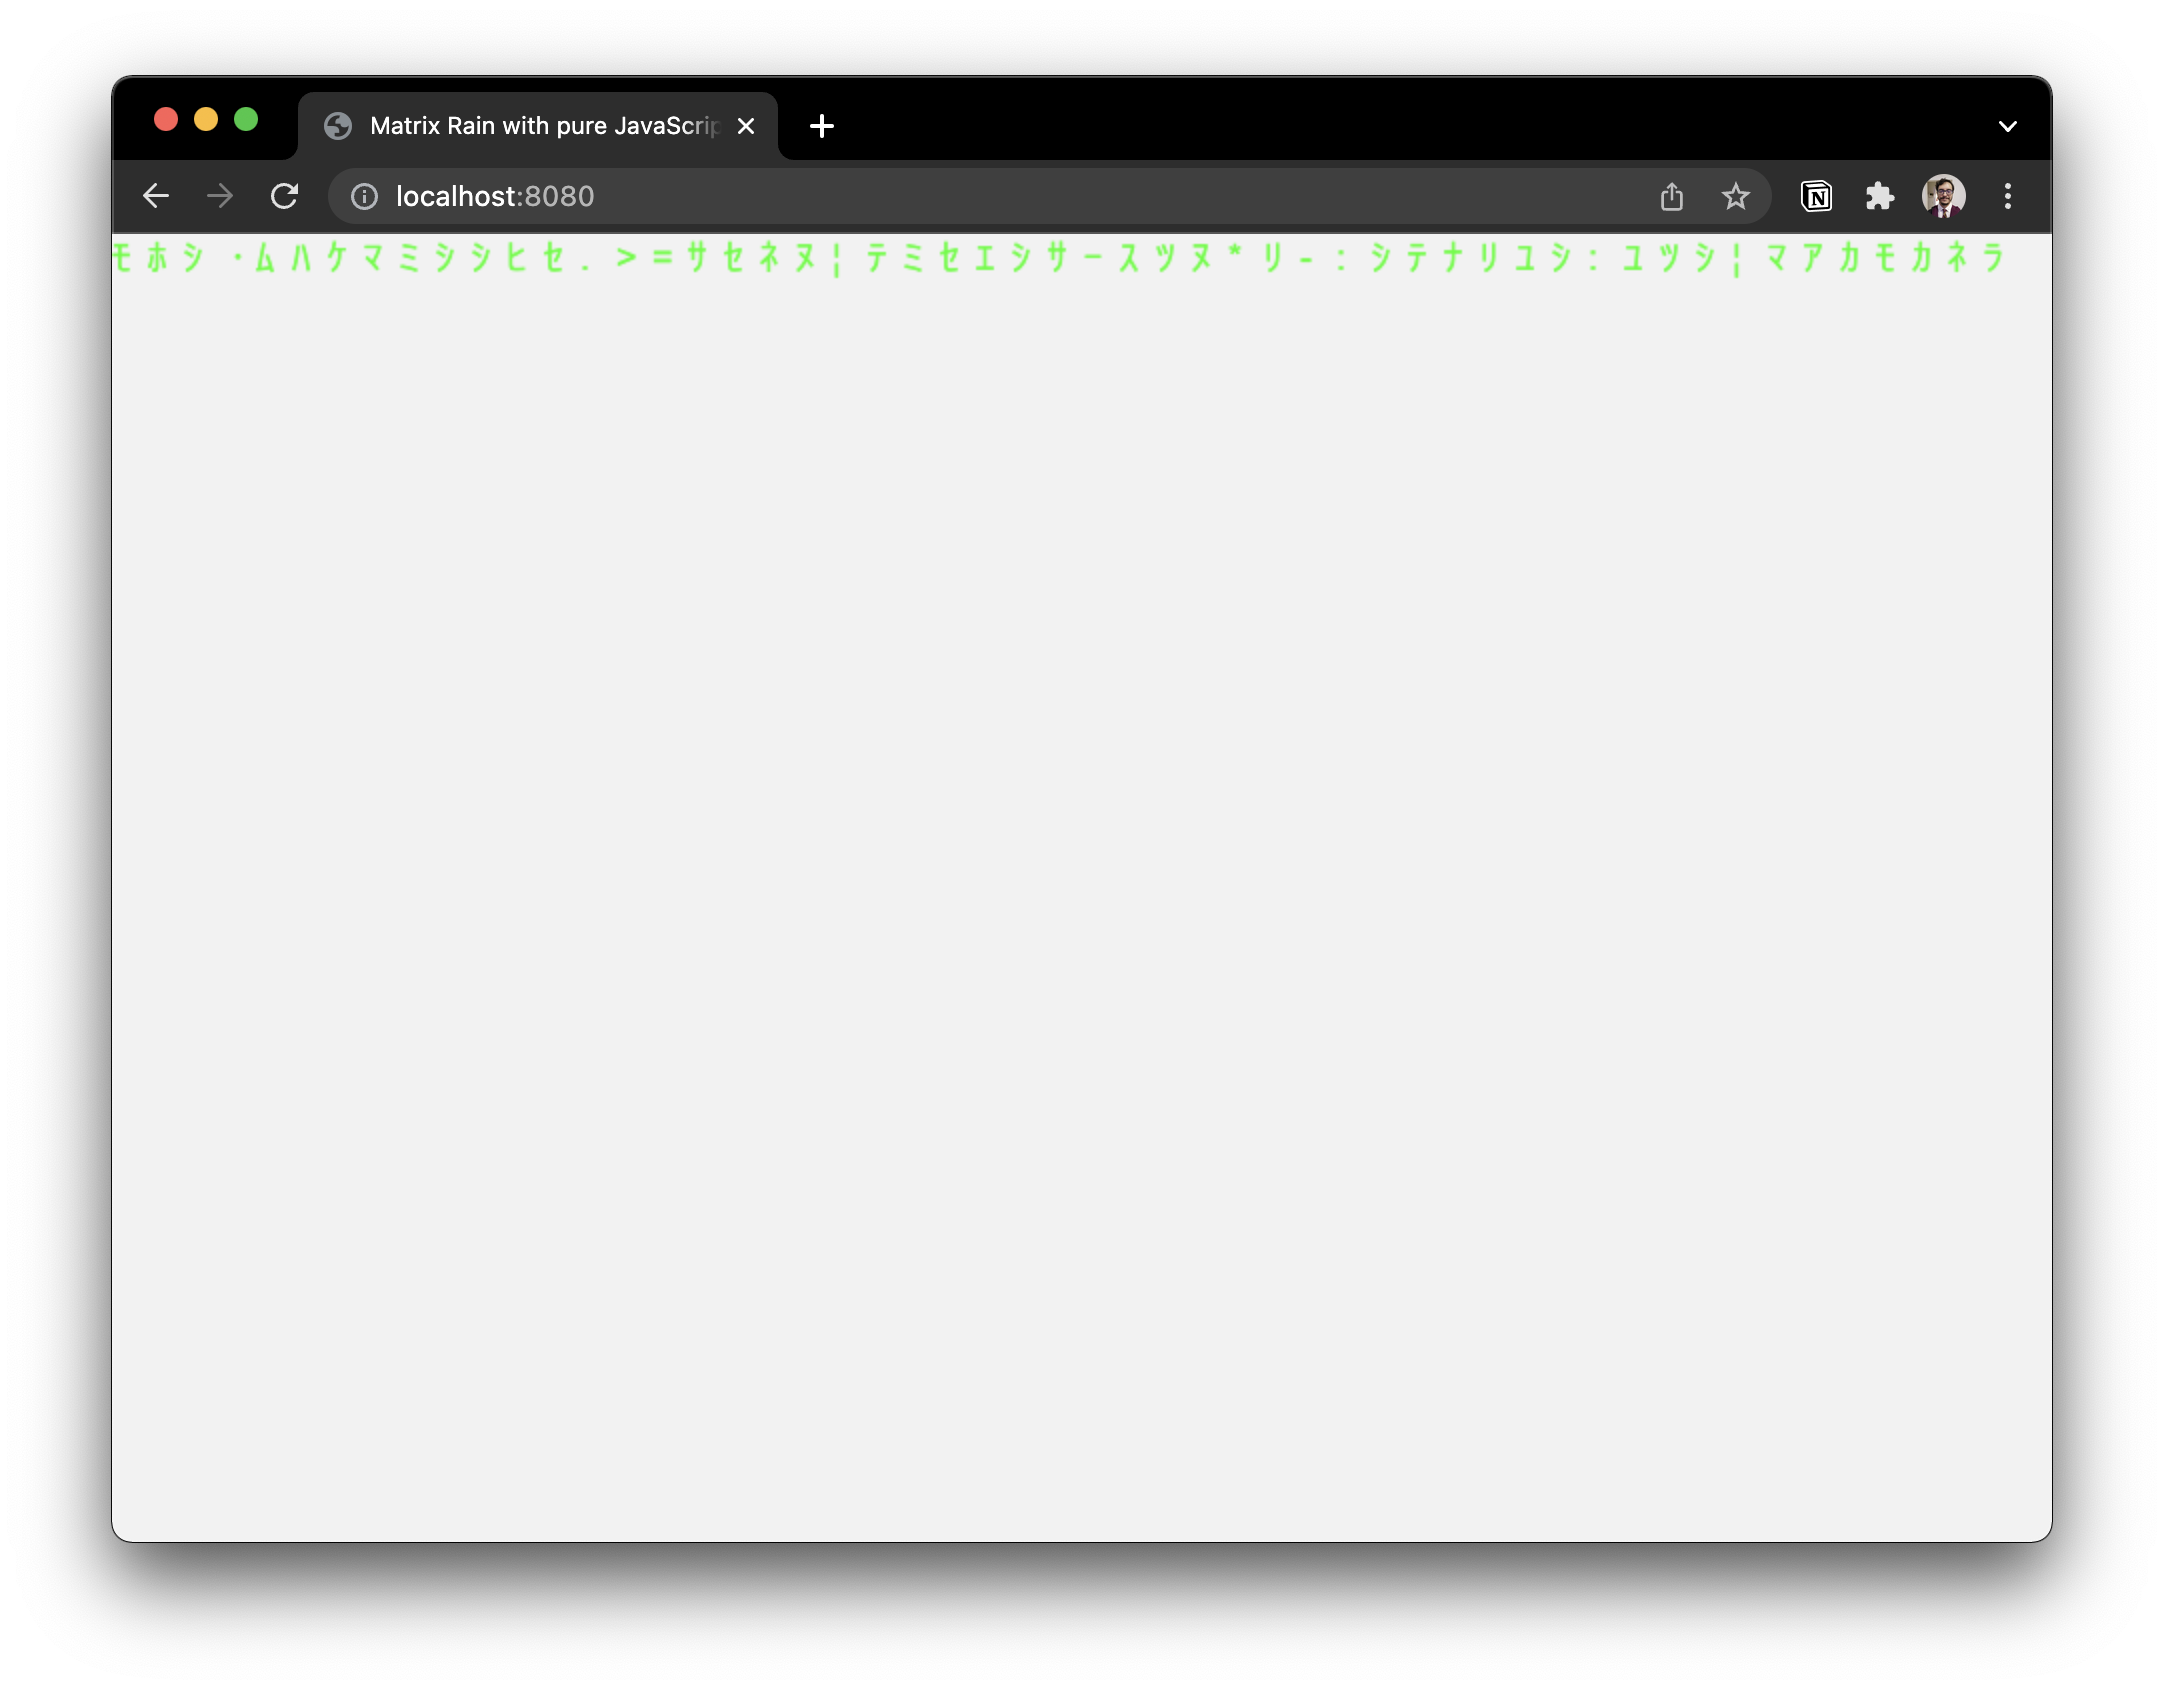 Matrix Rain with pure JavaScrip
localhost:8080
モホシ・ムハケマミシシヒセ.>=サセネヌ¦テミセエシサースツヌ*リ-:シテナリユシ:ユツシ¦マアカモカネラ